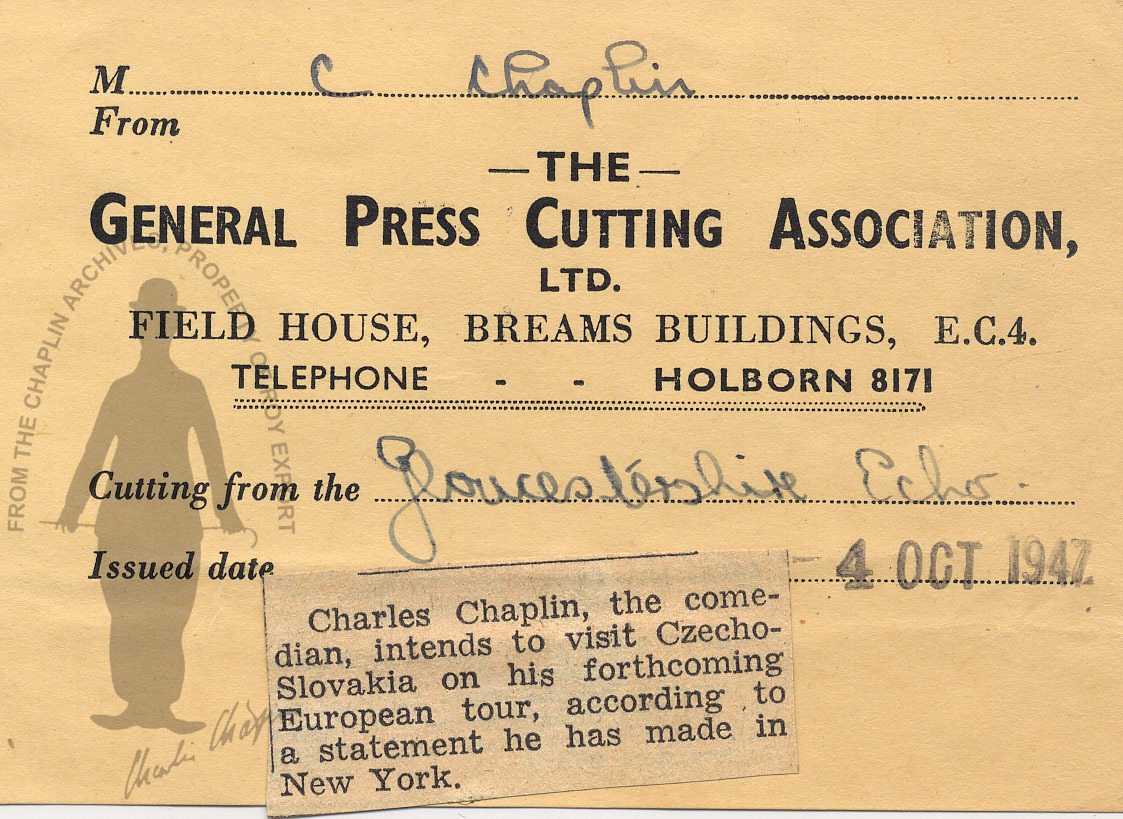 M C Chaplin
From
—THE—
GENERAL PRESS CUTTING ASSOCIATION,
LTD.
FIELD HOUSE, BREAMS BUILDINGS, E.C.4.
TELEPHONE - - HOLBORN 8171
Cutting from the Gloucestershire Echo.
Issued date - 4 OCT 1947
Charles Chaplin, the come-
dian, intends to visit Czecho-
Slovakia on his forthcoming
European tour, according to
a statement he has made in
New York.
FROM THE CHAPLIN ARCHIVES, PROPERTY OF ROY EXPORT
Charlie Chaplin